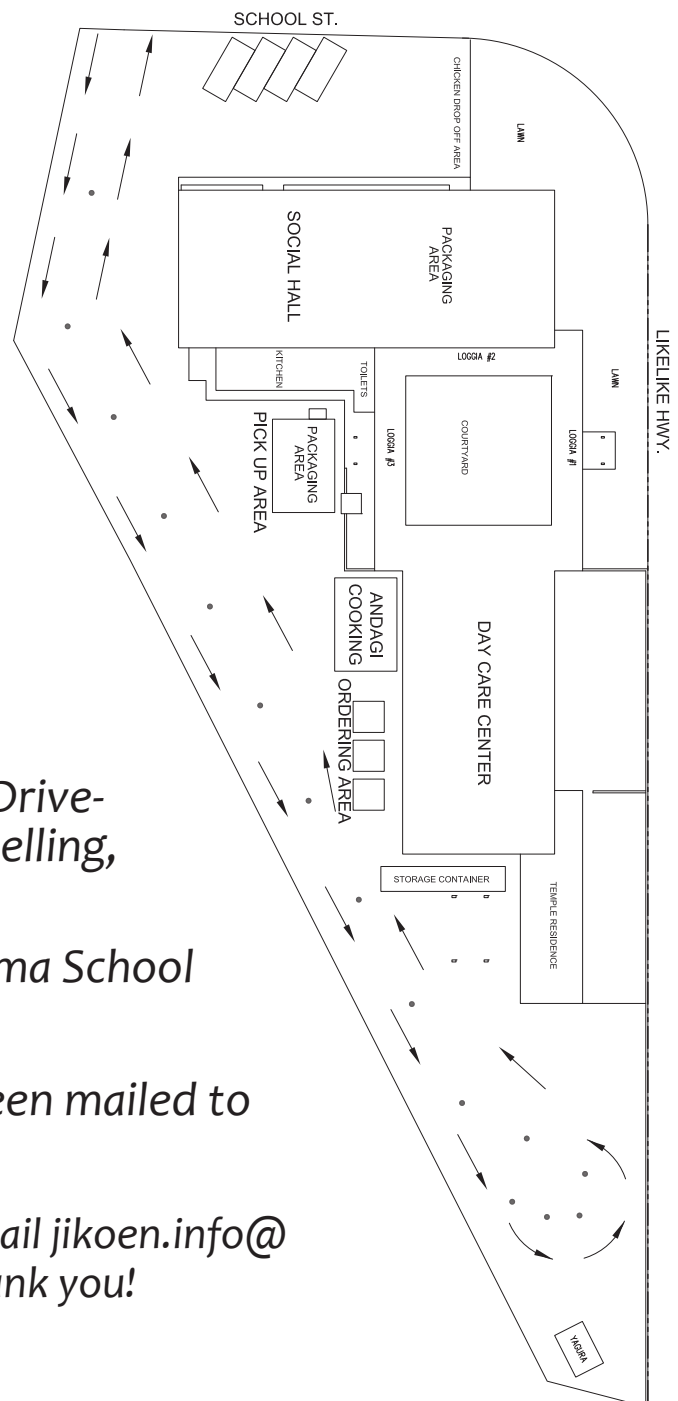 SCHOOL ST.
CHICKEN DROP OFF AREA
LAWN
SOCIAL HALL
PACKAGING
AREA
LIKELIKE HWY.
LOGGIA #2
LAWN
KITCHEN
TOILETS
PICK UP AREA
PACKAGING
AREA
LOGGIA #3
COURTYARD
LOGGIA #1
ANDAGI
COOKING
DAY CARE CENTER
ORDERING AREA
STORAGE CONTAINER
TEMPLE RESIDENCE
YAGURA
Drive-
elling,
ma School
een mailed to
ail jikoen.info@
ank you!